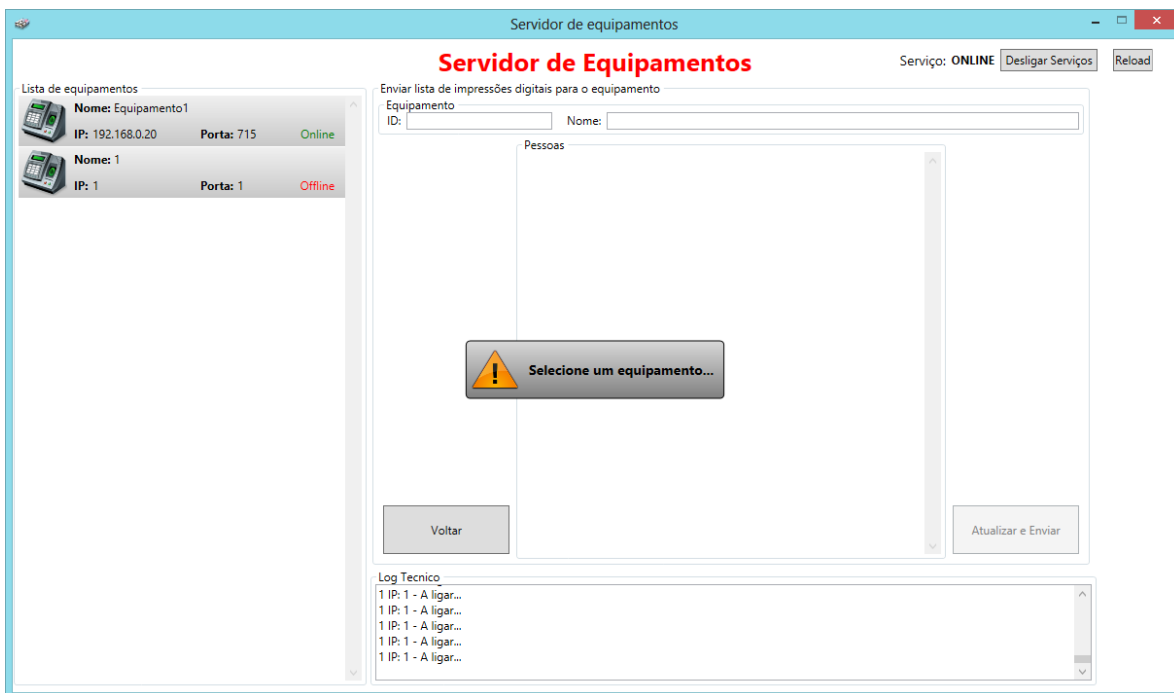 Servidor de equipamentos
Servidor de Equipamentos
Serviço: ONLINE Desligar Serviços Reload
Lista de equipamentos
Nome: Equipamento1
IP: 192.168.0.20 Porta: 715 Online
Nome: 1
IP: 1 Porta: 1 Offline
Enviar lista de impressões digitais para o equipamento
Equipamento
ID: Nome:
Pessoas
Selecione um equipamento...
Voltar
Atualizar e Enviar
Log Tecnico
1 IP: 1 - A ligar...
1 IP: 1 - A ligar...
1 IP: 1 - A ligar...
1 IP: 1 - A ligar...
1 IP: 1 - A ligar...